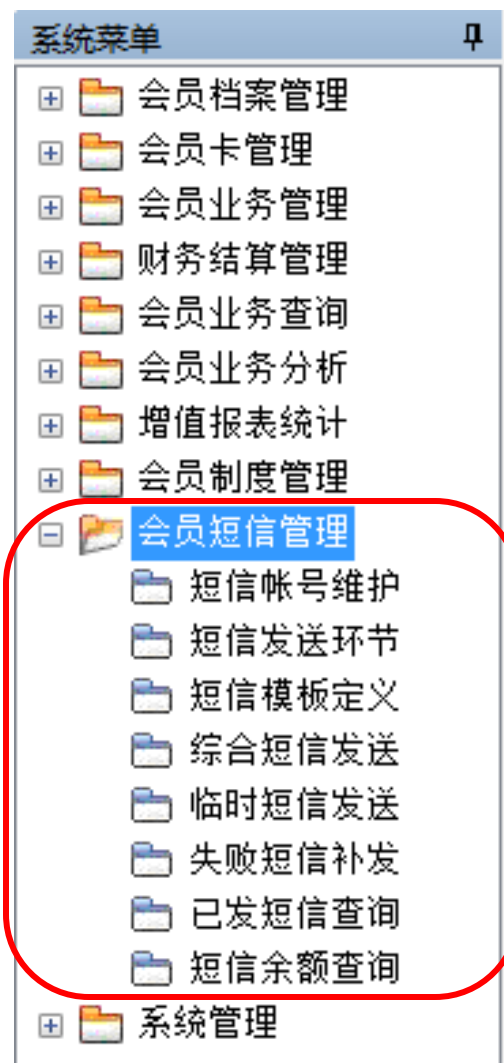 系统菜单
会员档案管理
会员卡管理
会员业务管理
财务结算管理
会员业务查询
会员业务分析
增值报表统计
会员制度管理
会员短信管理
短信帐号维护
短信发送环节
短信模板定义
综合短信发送
临时短信发送
失败短信补发
已发短信查询
短信余额查询
系统管理